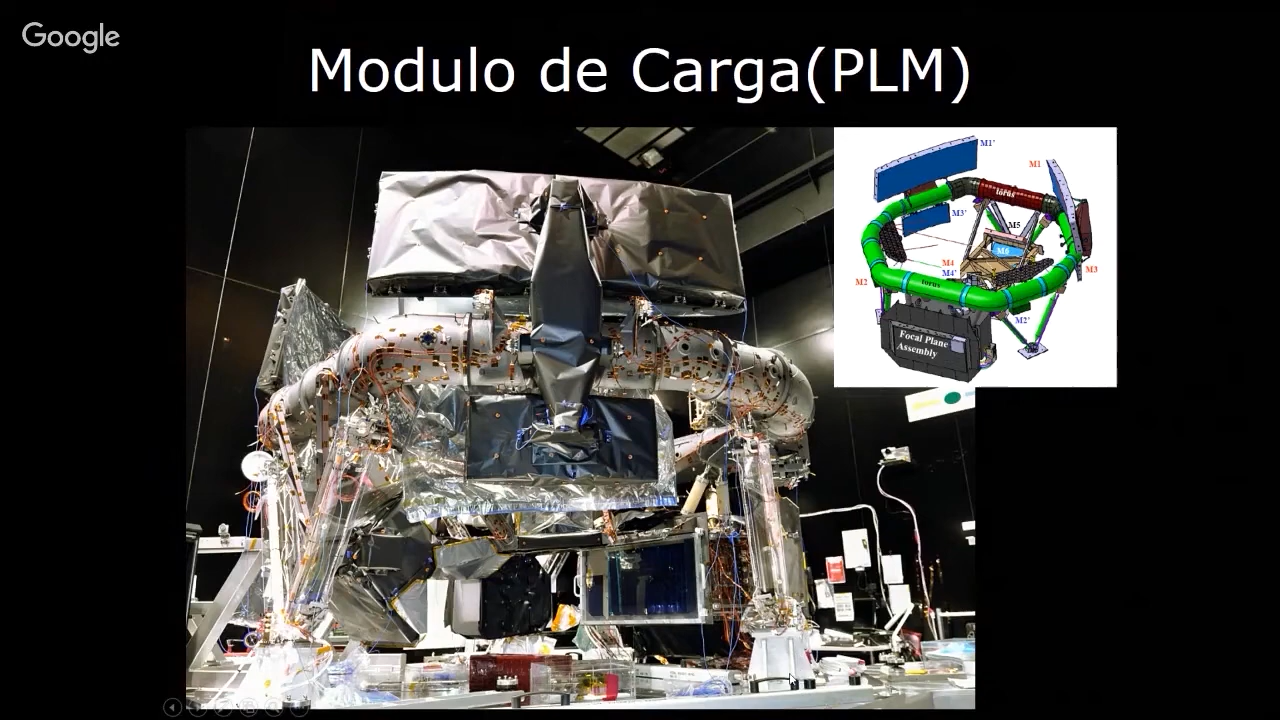 Google
Modulo de Carga(PLM)
M1'
M1
torus
M3'
M5
M6
M4
M4'
M3
M2
torus
M2'
Focal Plane
Assembly